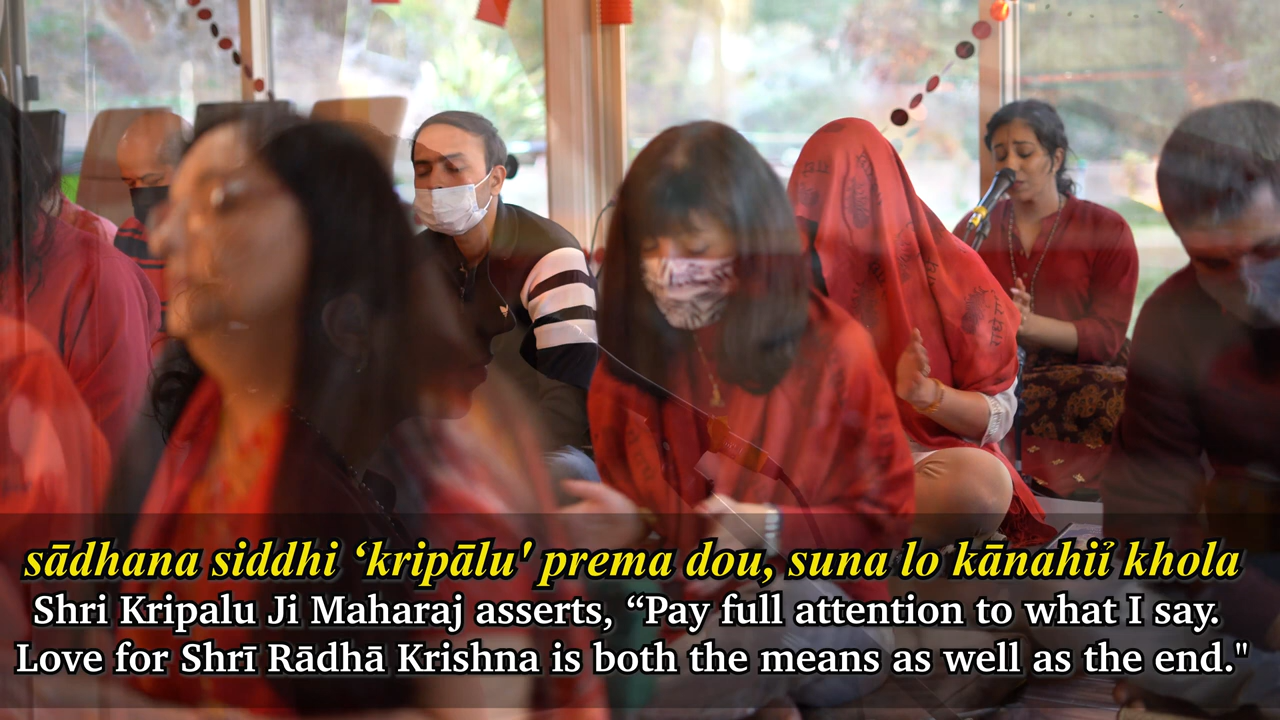 sādhana siddhi ‘kripālu' prema dou, suna lo kānahiṉ̉ khola
Shri Kripalu Ji Maharaj asserts, “Pay full attention to what I say.
Love for Shrī Rādhā Krishna is both the means as well as the end."